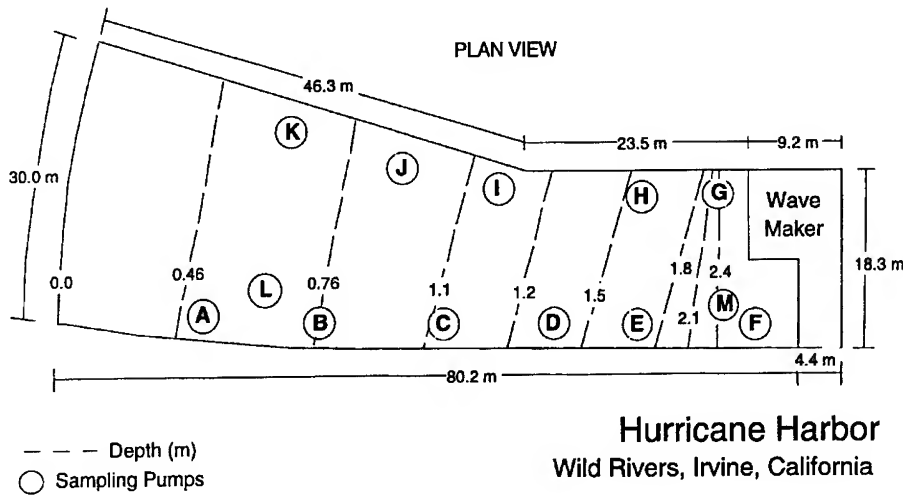 PLAN VIEW
46.3 m
23.5 m
9.2 m
30.0 m
K
J
I
H
G
Wave
Maker
18.3 m
0.0
0.46
0.76
1.1
1.2
1.5
1.8
2.4
2.1
L
M
A
B
C
D
E
F
4.4 m
80.2 m
Hurricane Harbor
Wild Rivers, Irvine, California
Depth (m)
Sampling Pumps